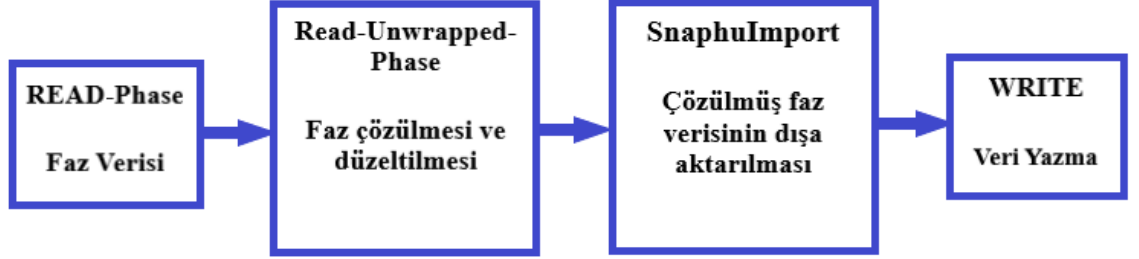 READ-Phase
Faz Verisi
Read-Unwrapped-
Phase
Faz çözülmesi ve
düzeltilmesi
SnaphuImport
Çözülmüş faz
verisinin dışa
aktarılması
WRITE
Veri Yazma